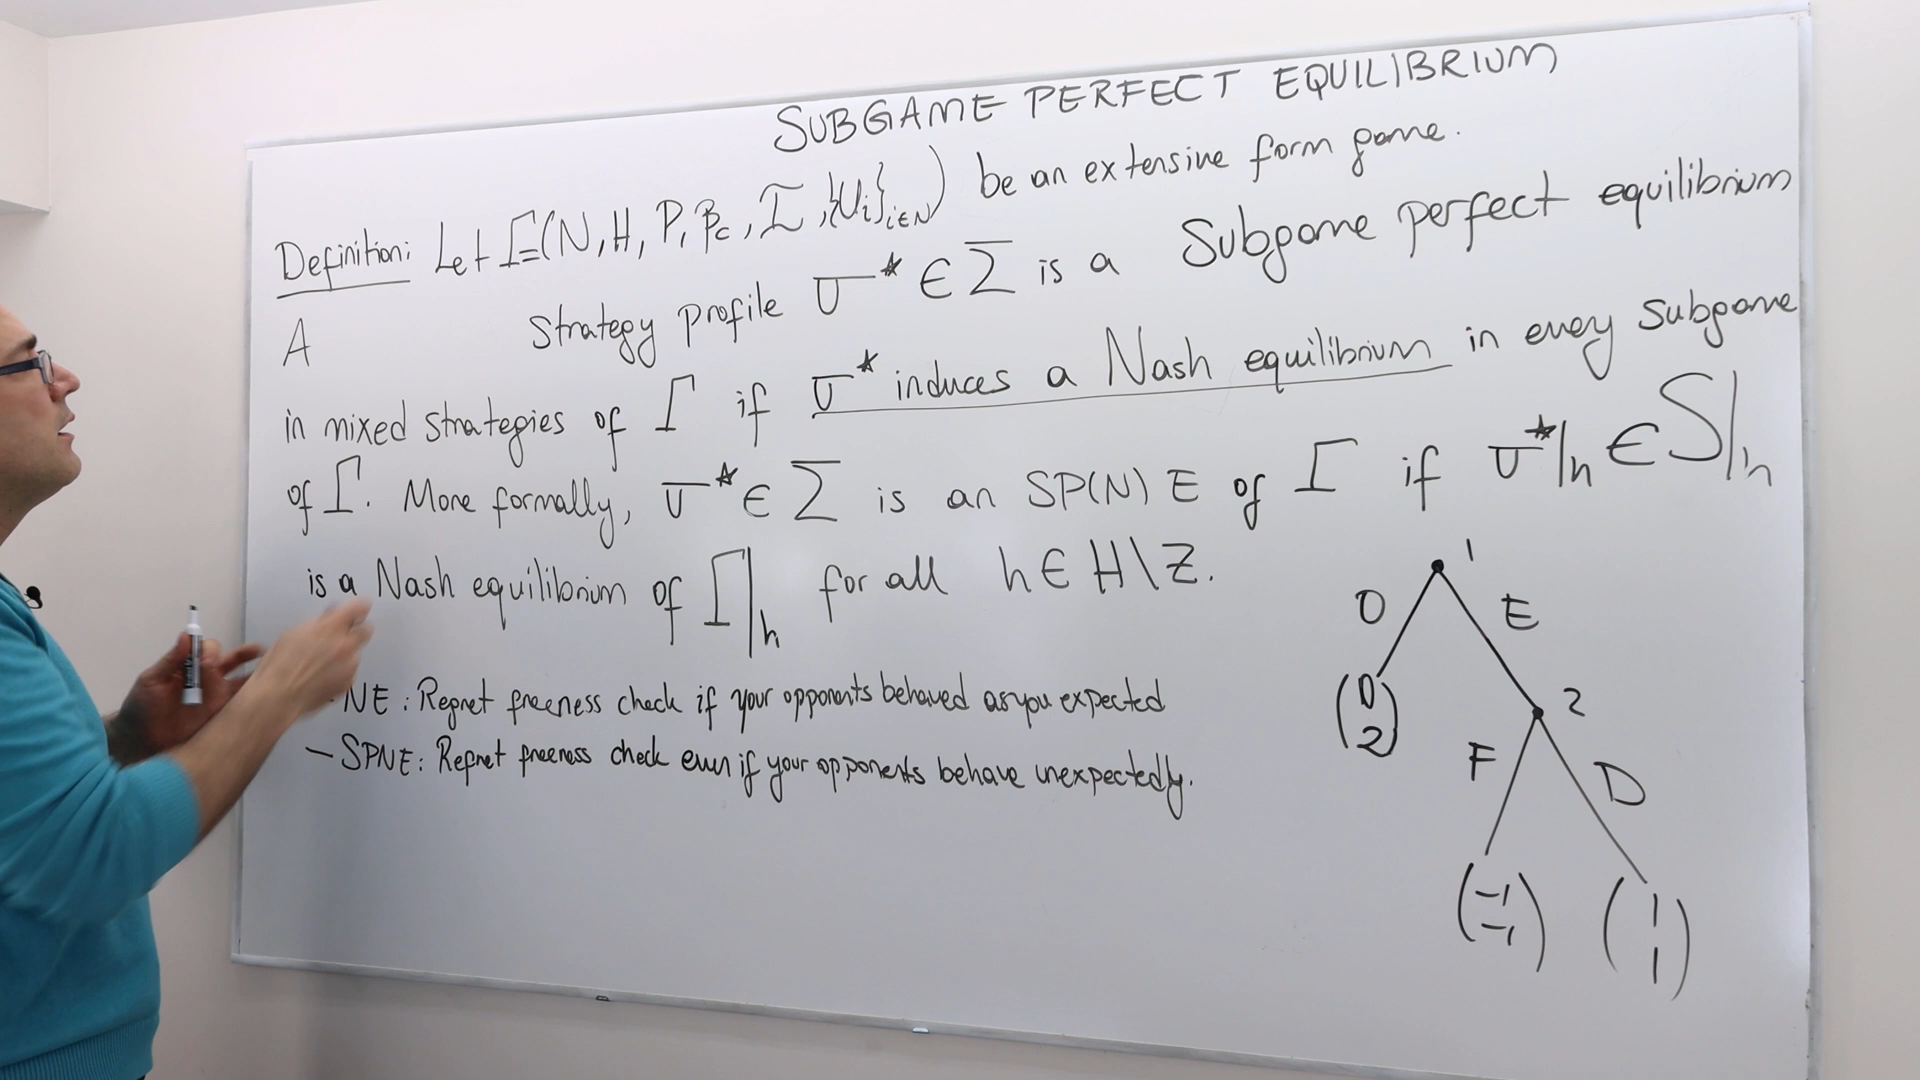 SUBGAME PERFECT EQUILIBRIUM
Definition: Let Γ=(N, H, P, β_c, I, {U_i}_{i∈N}) be an extensive form game.
A strategy profile σ* ∈ Σ is a Subgame perfect equilibrium
in mixed strategies of Γ if σ* induces a Nash equilibrium in every subgame
of Γ. More formally, σ* ∈ Σ is an SP(N)E of Γ if σ*|h ∈ S|h
is a Nash equilibrium of Γ|h for all h ∈ H\Z.
NE: Regret freeness check if your opponents behaved as you expected
– SPNE: Regret freeness check even if your opponents behave unexpectedly.
1
O E
(0 2)
2
F D
(-1 -1) (1 1)